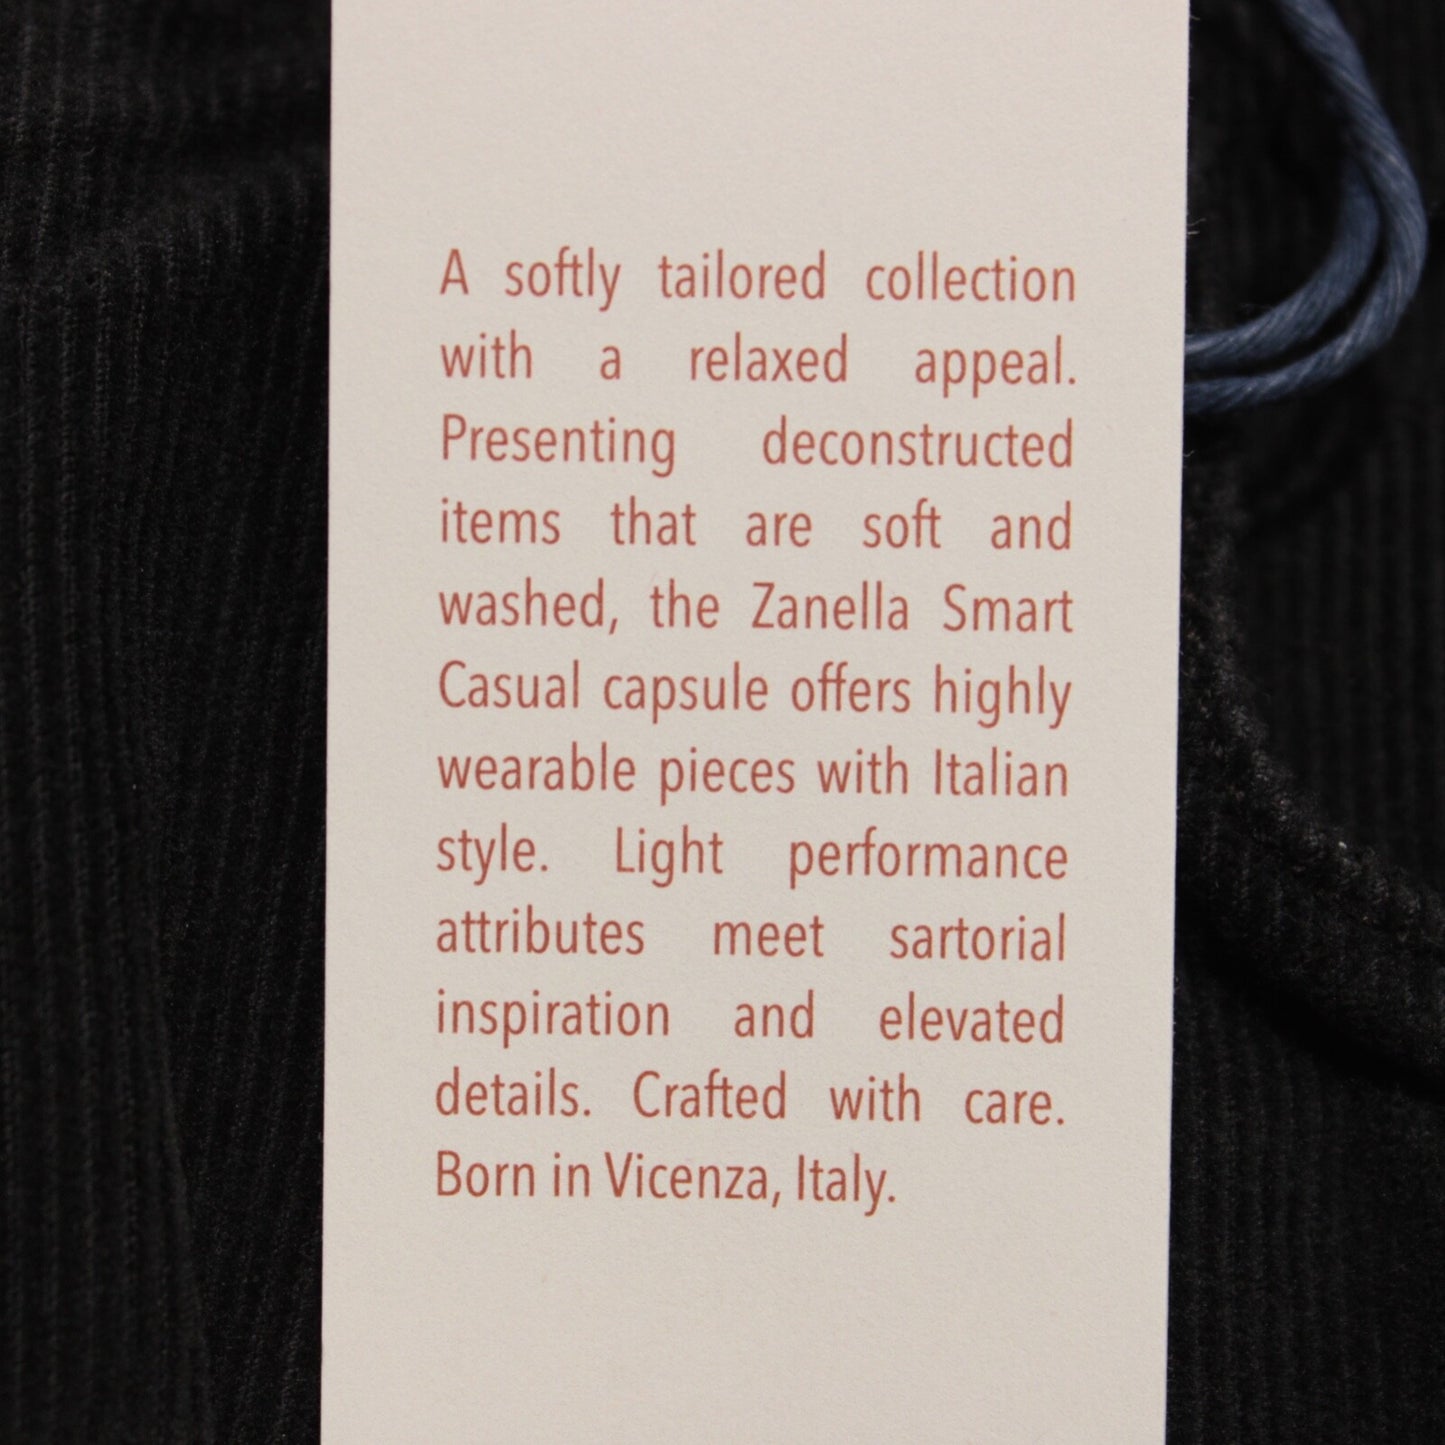 A softly tailored collection
with a relaxed appeal.
Presenting deconstructed
items that are soft and
washed, the Zanella Smart
Casual capsule offers highly
wearable pieces with Italian
style. Light performance
attributes meet sartorial
inspiration and elevated
details. Crafted with care.
Born in Vicenza, Italy.